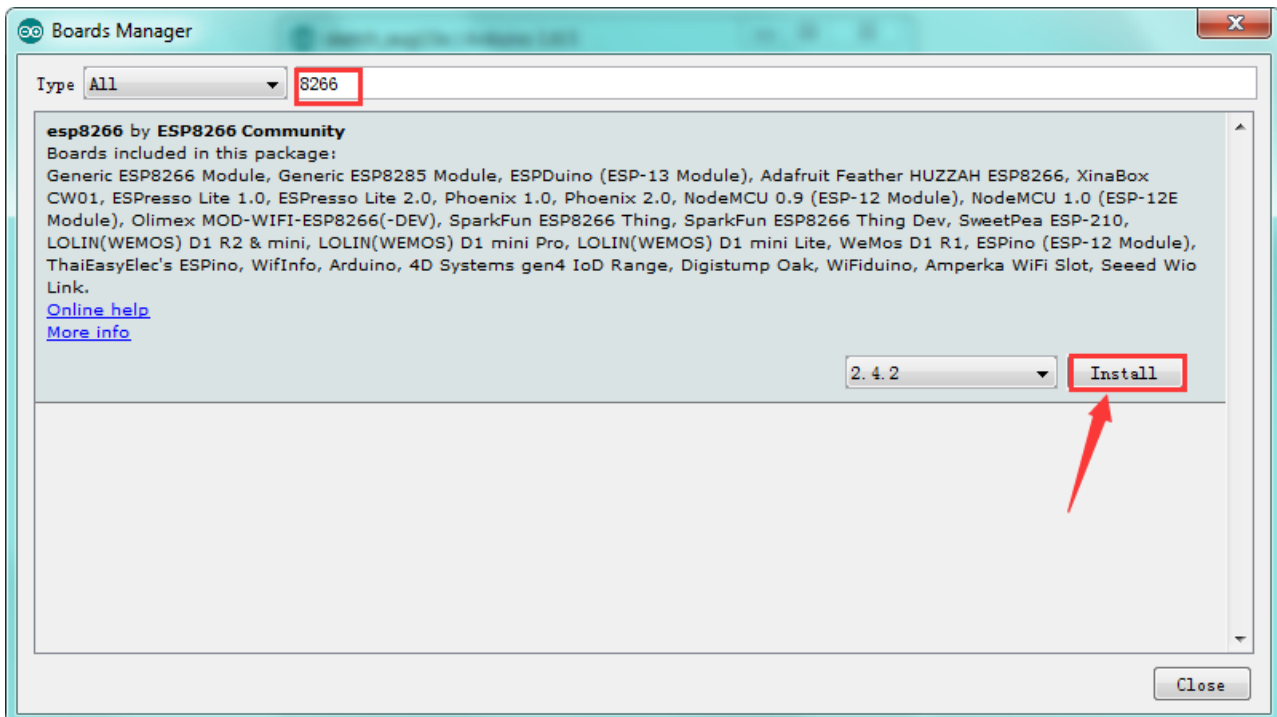 Boards Manager
Type All 8266
esp8266 by ESP8266 Community
Boards included in this package:
Generic ESP8266 Module, Generic ESP8285 Module, ESPDuino (ESP-13 Module), Adafruit Feather HUZZAH ESP8266, XinaBox
CW01, ESPresso Lite 1.0, ESPresso Lite 2.0, Phoenix 1.0, Phoenix 2.0, NodeMCU 0.9 (ESP-12 Module), NodeMCU 1.0 (ESP-12E
Module), Olimex MOD-WIFI-ESP8266(-DEV), SparkFun ESP8266 Thing, SparkFun ESP8266 Thing Dev, SweetPea ESP-210,
LOLIN(WEMOS) D1 R2 & mini, LOLIN(WEMOS) D1 mini Pro, LOLIN(WEMOS) D1 mini Lite, WeMos D1 R1, ESPino (ESP-12 Module),
ThaiEasyElec's ESPino, WifInfo, Arduino, 4D Systems gen4 IoD Range, Digistump Oak, WiFiduino, Amperka WiFi Slot, Seeed Wio
Link.
Online help
More info
2.4.2 Install
Close